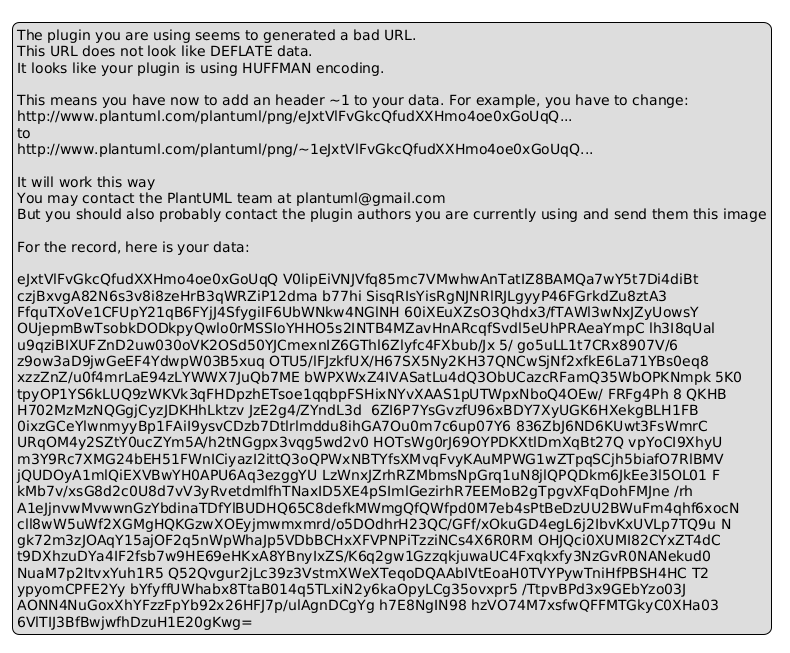 The plugin you are using seems to generated a bad URL.
This URL does not look like DEFLATE data.
It looks like your plugin is using HUFFMAN encoding.
This means you have now to add an header ~1 to your data. For example, you have to change:
http://www.plantuml.com/plantuml/png/eJxtVlFvGkcQfudXXHmo4oe0xGoUqQ...
to
http://www.plantuml.com/plantuml/png/~1eJxtVlFvGkcQfudXXHmo4oe0xGoUqQ...
It will work this way
You may contact the PlantUML team at plantuml@gmail.com
But you should also probably contact the plugin authors you are currently using and send them this image
For the record, here is your data:
eJxtVlFvGkcQfudXXHmo4oe0xGoUqQ V0lipEiVNJVfq85mc7VMwhwAnTatIZ8BAMQa7wY5t7Di4diBt
czjBxvgA82N6s3v8i8zeHrB3qWRZiP12dma b77hi SisqRIsYisRgNJNRlRJLgyyP46FGrkdZu8ztA3
FfquTXoVe1CFUpY21qB6FYjJ4SfygiIF6UbWNkw4NGlNH 60iXEuXZsO3Qhdx3/fTAWl3wNxJZyUowsY
OUjepmBwTsobkDODkpyQwlo0rMSSIoYHHO5s2lNTB4MZavHnARcqfSvdl5eUhPRAeaYmpC lh3I8qUal
u9qziBIXUFZnD2uw030oVK2OSd50YJCmexnIZ6GThl6Zlyfc4FXbub/Jx 5/ go5uLL1t7CRx8907V/6
z9ow3aD9jwGeEF4YdwpW03B5xuq OTU5/lFJzkfUX/H67SX5Ny2KH37QNCwSjNf2xfkE6La71YBs0eq8
xzzZnZ/u0f4mrLaE94zLYWWX7JuQb7ME bWPXWxZ4IVASatLu4dQ3ObUCazcRFamQ35WbOPKNmpk 5K0
tpyOP1YS6kLUQ9zWKVk3qFHDpzhETsoe1qqbpFSHixNYvXAAS1pUTWpxNboQ4OEw/ FRFg4Ph 8 QKHB
H702MzMzNQGgjCyzJDKHhLktzv JzE2g4/ZYndL3d  6ZI6P7YsGvzfU96xBDY7XyUGK6HXekgBLH1FB
0ixzGCeYlwnmyyBp1FAiI9ysvCDzb7Dtlrlmddu8ihGA7Ou0m7c6up07Y6 836ZbJ6ND6KUwt3FsWmrC
URqOM4y2SZtY0ucZYm5A/h2tNGgpx3vqg5wd2v0 HOTsWg0rJ69OYPDKXtlDmXqBt27Q vpYoCI9XhyU
m3Y9Rc7XMG24bEH51FWnICiyazI2ittQ3oQPWxNBTYfsXMvqFvyKAuMPWG1wZTpqSCjh5biafO7RlBMV
jQUDOyA1mlQiEXVBwYH0APU6Aq3ezggYU LzWnxJZrhRZMbmsNpGrq1uN8jlQPQDkm6JkEe3l5OL01 F
kMb7v/xsG8d2c0U8d7vV3yRvetdmlfhTNaxID5XE4pSImlGezirhR7EEMoB2gTpgvXFqDohFMJne /rh
A1eJjnvwMvwwnGzYbdinaTDfYlBUDHQ65C8defkMWmgQfQWfpd0M7eb4sPtBeDzUU2BWuFm4qhf6xocN
cll8wW5uWf2XGMgHQKGzwXOEyjmwmxmrd/o5DOdhrH23QC/GFf/xOkuGD4egL6j2IbvKxUVLp7TQ9u N
gk72m3zJOAqY15ajOF2q5nWpWhaJp5VDbBCHxXFVPNPiTzziNCs4X6R0RM OHJQci0XUMI82CYxZT4dC
t9DXhzuDYa4IF2fsb7w9HE69eHKxA8YBnyIxZS/K6q2gw1GzzqkjuwaUC4Fxqkxfy3NzGvR0NANekud0
NuaM7p2ItvxYuh1R5 Q52Qvgur2jLc39z3VstmXWeXTeqoDQAAbIVtEoaH0TVYPywTniHfPBSH4HC T2
ypyomCPFE2Yy bYfyffUWhabx8TtaB014q5TLxiN2y6kaOpyLCg35ovxpr5 /TtpvBPd3x9GEbYzo03J
AONN4NuGoxXhYFzzFpYb92x26HFJ7p/ulAgnDCgYg h7E8NgIN98 hzVO74M7xsfwQFFMTGkyC0XHa03
6VlTIJ3BfBwjwfhDzuH1E20gKwg=